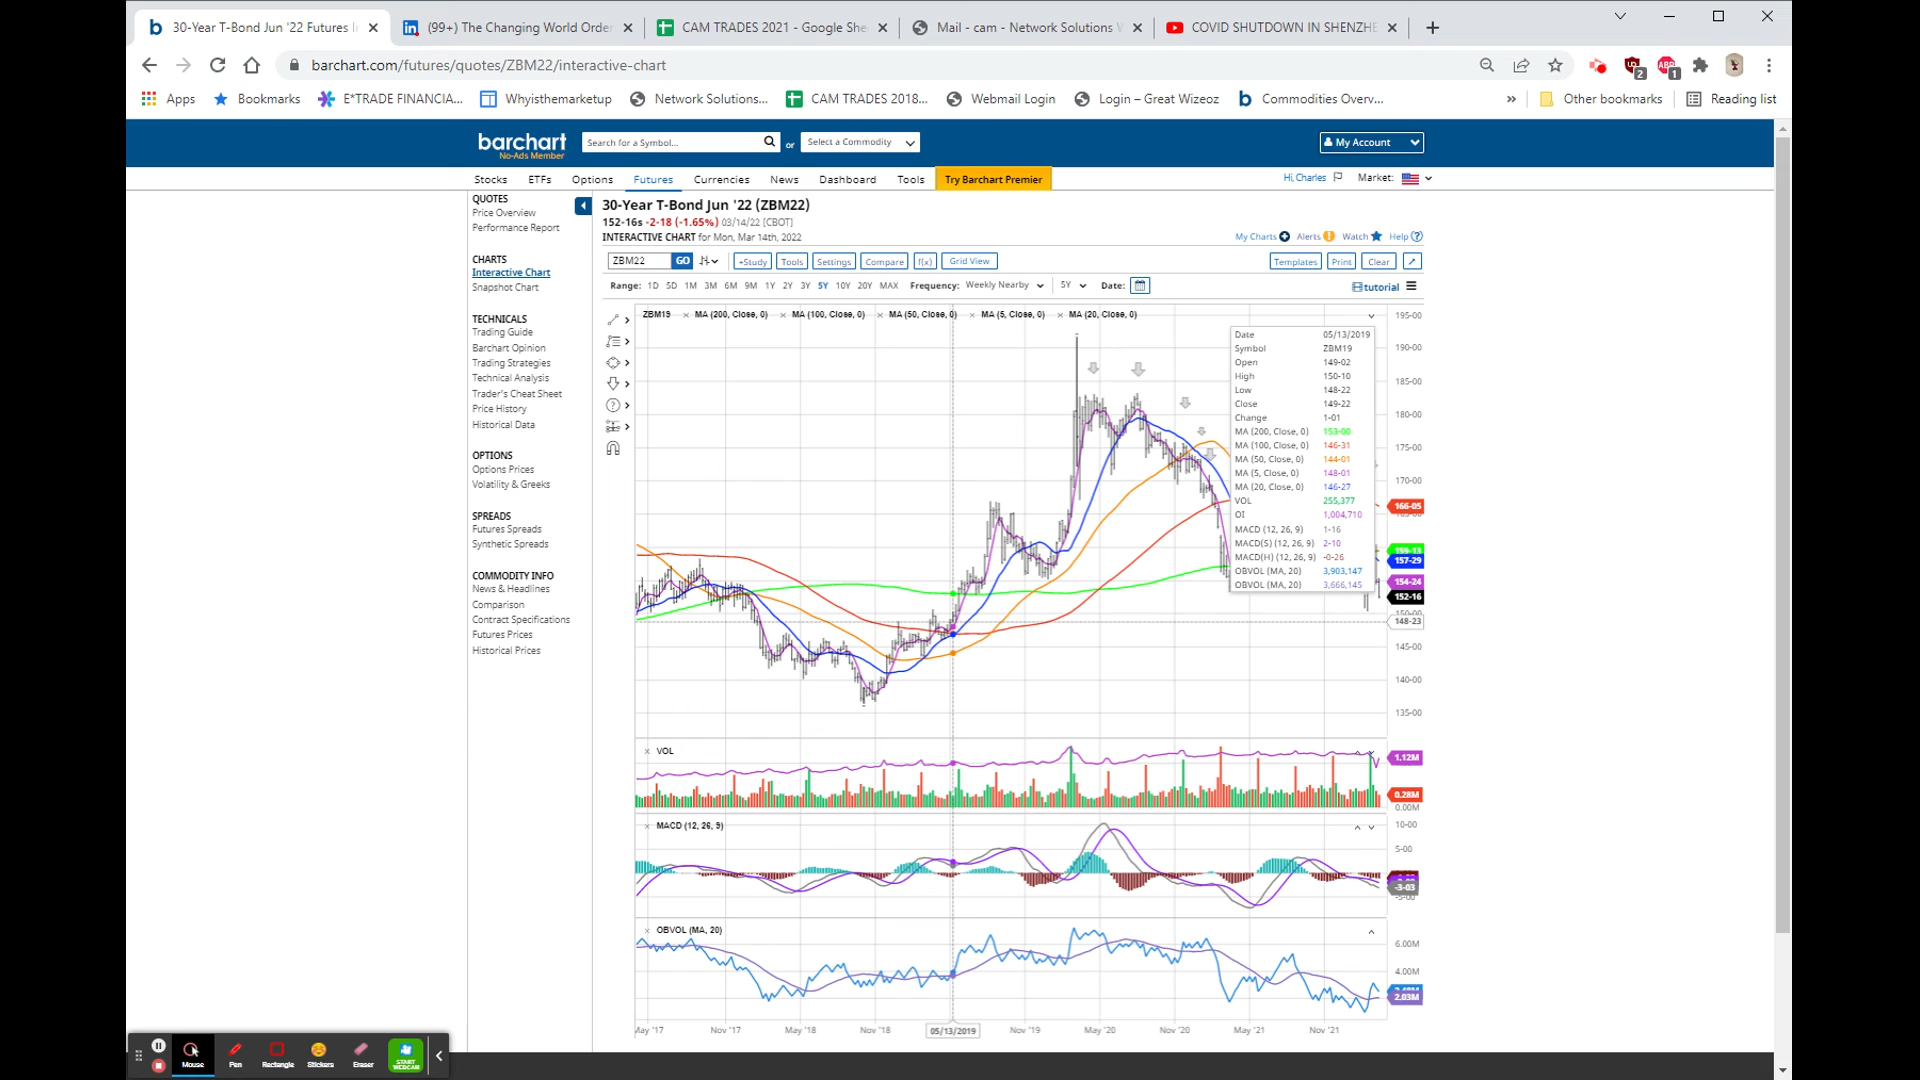 30-Year T-Bond Jun '22 Futures I
(99+) The Changing World Order
CAM TRADES 2021 - Google She
Mail - cam - Network Solutions
COVID SHUTDOWN IN SHENZHE
barchart.com/futures/quotes/ZBM22/interactive-chart
2
1
Apps
Bookmarks
E*TRADE FINANCIA...
Whyisthemarketup
Network Solutions...
CAM TRADES 2018...
Webmail Login
Login – Great Wizeoz
Commodities Overv...
»
Other bookmarks
Reading list
barchart
No-Ads Member
Search for a Symbol...
or
Select a Commodity
My Account
Stocks ETFs Options Futures Currencies News Dashboard Tools Try Barchart Premier
Hi, Charles
Market:
QUOTES
Price Overview
Performance Report
CHARTS
Interactive Chart
Snapshot Chart
TECHNICALS
Trading Guide
Barchart Opinion
Trading Strategies
Technical Analysis
Trader's Cheat Sheet
Price History
Historical Data
OPTIONS
Options Prices
Volatility & Greeks
SPREADS
Futures Spreads
Synthetic Spreads
COMMODITY INFO
News & Headlines
Comparison
Contract Specifications
Futures Prices
Historical Prices
30-Year T-Bond Jun '22 (ZBM22)
152-16s -2-18 (-1.65%) 03/14/22 [CBOT]
INTERACTIVE CHART for Mon, Mar 14th, 2022
My Charts Alerts Watch Help
ZBM22 GO +Study Tools Settings Compare f(x) Grid View
Templates Print Clear
Range: 1D 5D 1M 3M 6M 9M 1Y 2Y 3Y 5Y 10Y 20Y MAX Frequency: Weekly Nearby 5Y Date:
tutorial
ZBM19 × MA (200, Close, 0) × MA (100, Close, 0) × MA (50, Close, 0) × MA (5, Close, 0) × MA (20, Close, 0)
Date 05/13/2019
Symbol ZBM19
Open 149-02
High 150-10
Low 148-22
Close 149-22
Change 1-01
MA (200, Close, 0) 153-00
MA (100, Close, 0) 146-31
MA (50, Close, 0) 144-01
MA (5, Close, 0) 148-01
MA (20, Close, 0) 146-27
VOL 255,377
OI 1,004,710
MACD (12, 26, 9) 1-16
MACD(S) (12, 26, 9) 2-10
MACD(H) (12, 26, 9) -0-26
OBVOL (MA, 20) 3,903,147
OBVOL (MA, 20) 3,666,145
195-00
190-00
185-00
180-00
175-00
170-00
166-05
159-13
157-29
154-24
152-16
148-23
145-00
140-00
135-00
× VOL
1.12M
0.28M
0.00M
× MACD (12, 26, 9)
10-00
5-00
-3-03
-5-00
× OBVOL (MA, 20)
6.00M
4.00M
2.03M
May '17
Nov '17
May '18
Nov '18
05/13/2019
Nov '19
May '20
Nov '20
May '21
Nov '21
Mouse
Pen
Rectangle
Stickers
Eraser
START
WEBCAM